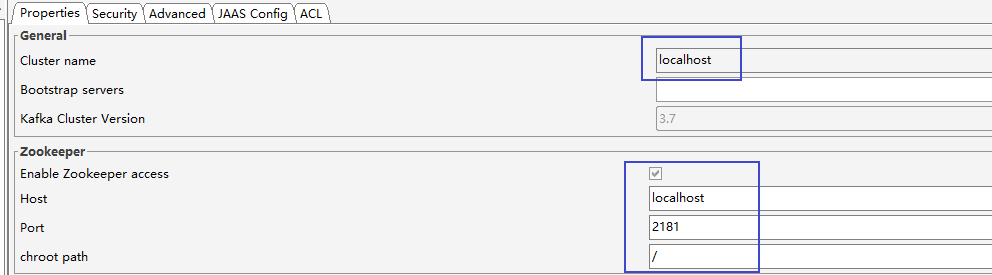 Properties Security Advanced JAAS Config ACL
General
Cluster name localhost
Bootstrap servers
Kafka Cluster Version 3.7
Zookeeper
Enable Zookeeper access
Host localhost
Port 2181
chroot path /